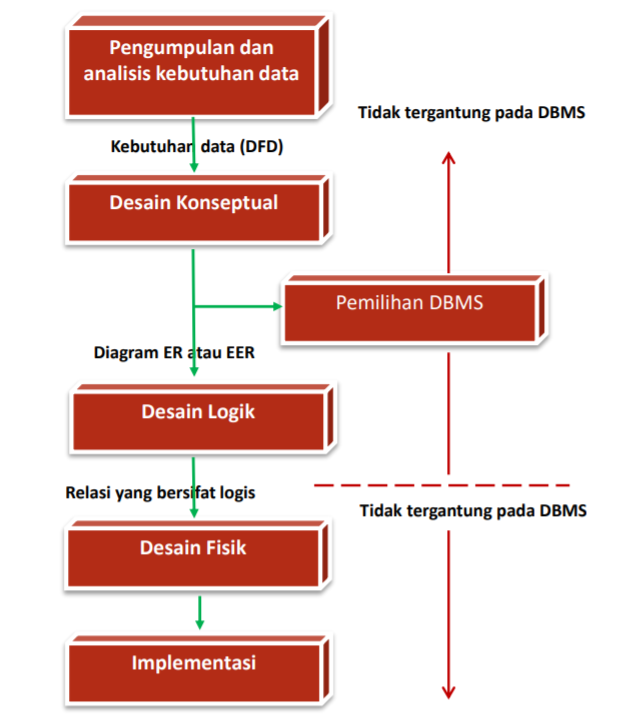 Pengumpulan dan
analisis kebutuhan data
Tidak tergantung pada DBMS
Kebutuhan data (DFD)
Desain Konseptual
Pemilihan DBMS
Diagram ER atau EER
Desain Logik
Relasi yang bersifat logis
Tidak tergantung pada DBMS
Desain Fisik
Implementasi